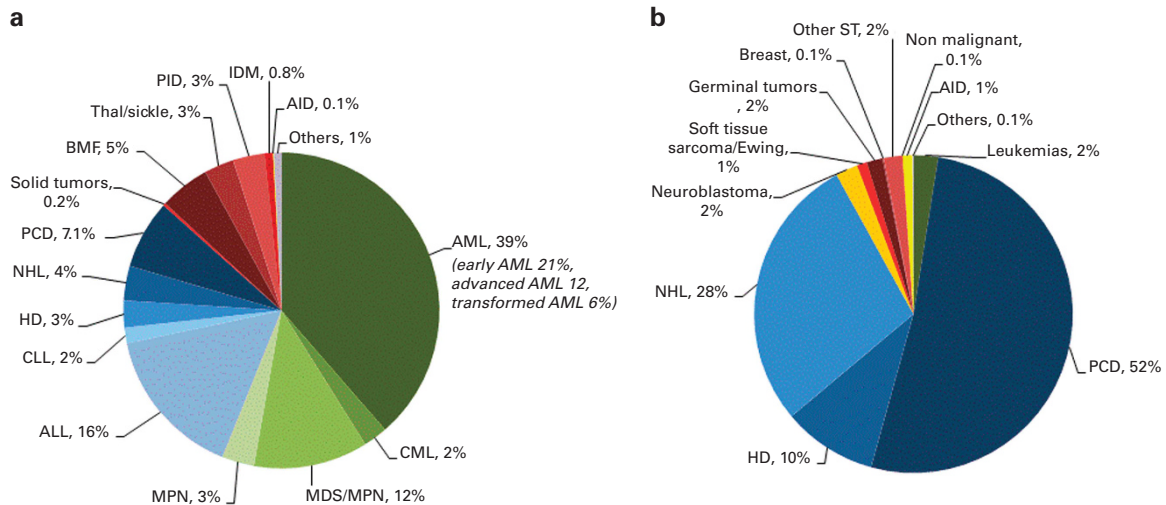 a
IDM, 0.8%
PID, 3%
AID, 0.1%
Thal/sickle, 3%
Others, 1%
BMF, 5%
Solid tumors,
0.2%
PCD, 7.1%
AML, 39%
(early AML 21%,
advanced AML 12,
transformed AML 6%)
NHL, 4%
HD, 3%
CLL, 2%
ALL, 16%
CML, 2%
MPN, 3%
MDS/MPN, 12%
b
Other ST, 2%
Non malignant,
0.1%
Breast, 0.1%
AID, 1%
Germinal tumors
, 2%
Others, 0.1%
Soft tissue
sarcoma/Ewing,
1%
Leukemias, 2%
Neuroblastoma,
2%
NHL, 28%
PCD, 52%
HD, 10%